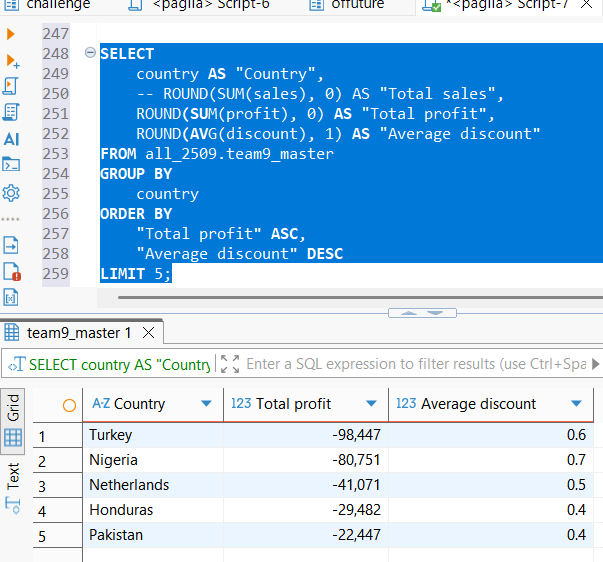 challenge
<paglia> Script-6
offuture
*<paglia> Script-7
247
248 SELECT
249 country AS "Country",
250 -- ROUND(SUM(sales), 0) AS "Total sales",
251 ROUND(SUM(profit), 0) AS "Total profit",
252 ROUND(AVG(discount), 1) AS "Average discount"
253 FROM all_2509.team9_master
254 GROUP BY
255 country
256 ORDER BY
257 "Total profit" ASC,
258 "Average discount" DESC
259 LIMIT 5;
AI
team9_master 1
T SELECT country AS "Country
Enter a SQL expression to filter results (use Ctrl+Spa
Grid
Text
A-Z Country 123 Total profit 123 Average discount
1 Turkey -98,447 0.6
2 Nigeria -80,751 0.7
3 Netherlands -41,071 0.5
4 Honduras -29,482 0.4
5 Pakistan -22,447 0.4